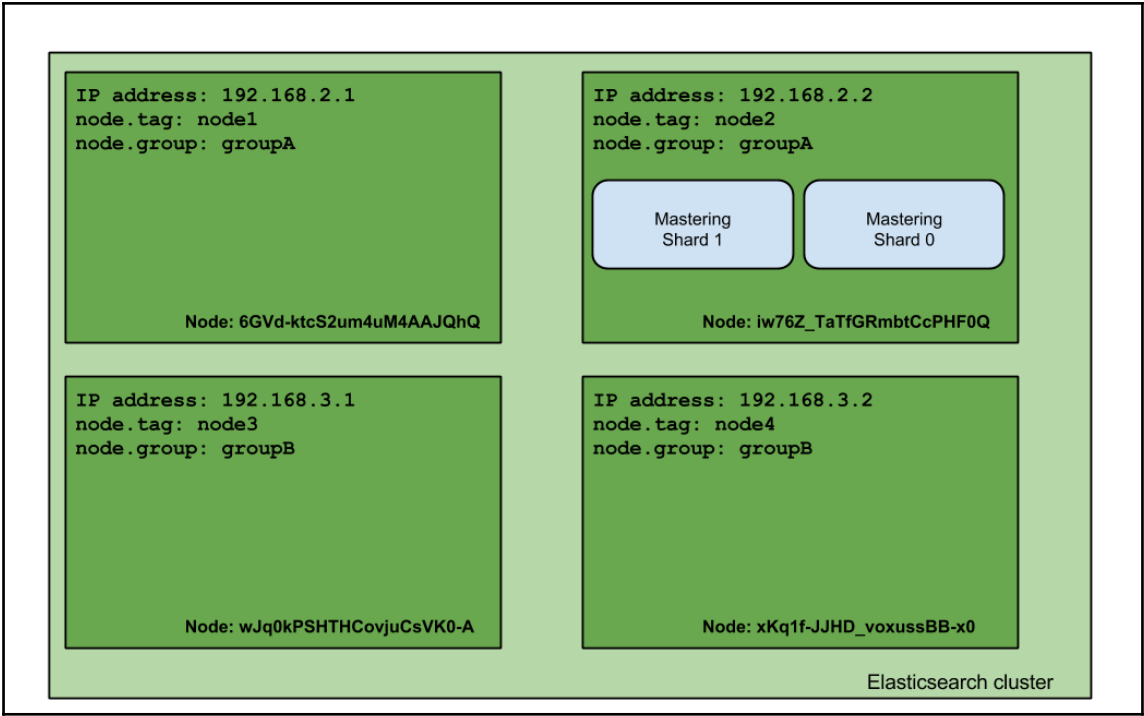 IP address: 192.168.2.1
node.tag: node1
node.group: groupA
Node: 6GVd-ktcS2um4uM4AAJQhQ
IP address: 192.168.2.2
node.tag: node2
node.group: groupA
Mastering
Shard 1
Mastering
Shard 0
Node: iw76Z_TaTfGRmbtCcPHF0Q
IP address: 192.168.3.1
node.tag: node3
node.group: groupB
Node: wJq0kPSHTHCovjuCsVK0-A
IP address: 192.168.3.2
node.tag: node4
node.group: groupB
Node: xKq1f-JJHD_voxussBB-x0
Elasticsearch cluster